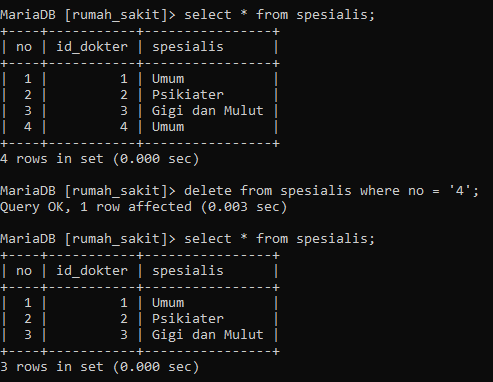 MariaDB [rumah_sakit]> select * from spesialis;
+----+-----------+----------------+
| no | id_dokter | spesialis      |
+----+-----------+----------------+
|  1 |         1 | Umum           |
|  2 |         2 | Psikiater      |
|  3 |         3 | Gigi dan Mulut |
|  4 |         4 | Umum           |
+----+-----------+----------------+
4 rows in set (0.000 sec)

MariaDB [rumah_sakit]> delete from spesialis where no = '4';
Query OK, 1 row affected (0.003 sec)

MariaDB [rumah_sakit]> select * from spesialis;
+----+-----------+----------------+
| no | id_dokter | spesialis      |
+----+-----------+----------------+
|  1 |         1 | Umum           |
|  2 |         2 | Psikiater      |
|  3 |         3 | Gigi dan Mulut |
+----+-----------+----------------+
3 rows in set (0.000 sec)